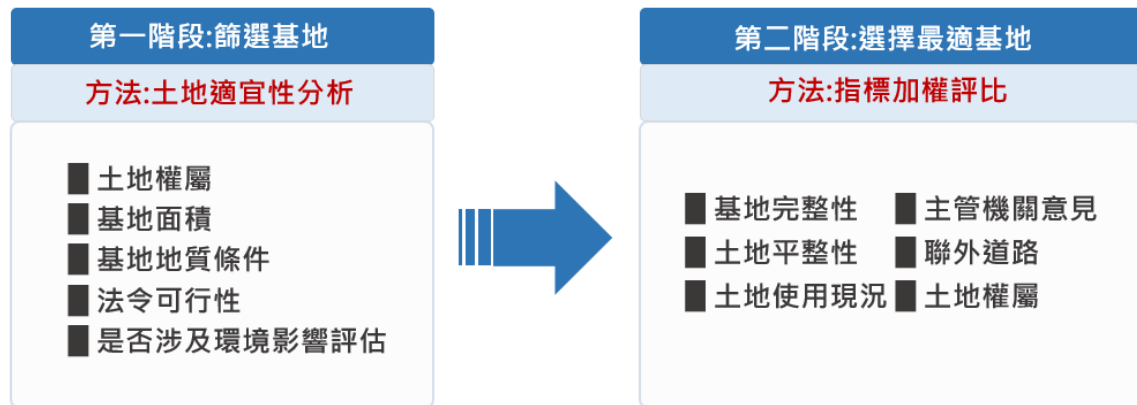 第一階段:篩選基地
方法:土地適宜性分析
█ 土地權屬
█ 基地面積
█ 基地地質條件
█ 法令可行性
█ 是否涉及環境影響評估
第二階段:選擇最適基地
方法:指標加權評比
█ 基地完整性 █ 主管機關意見
█ 土地平整性 █ 聯外道路
█ 土地使用現況 █ 土地權屬